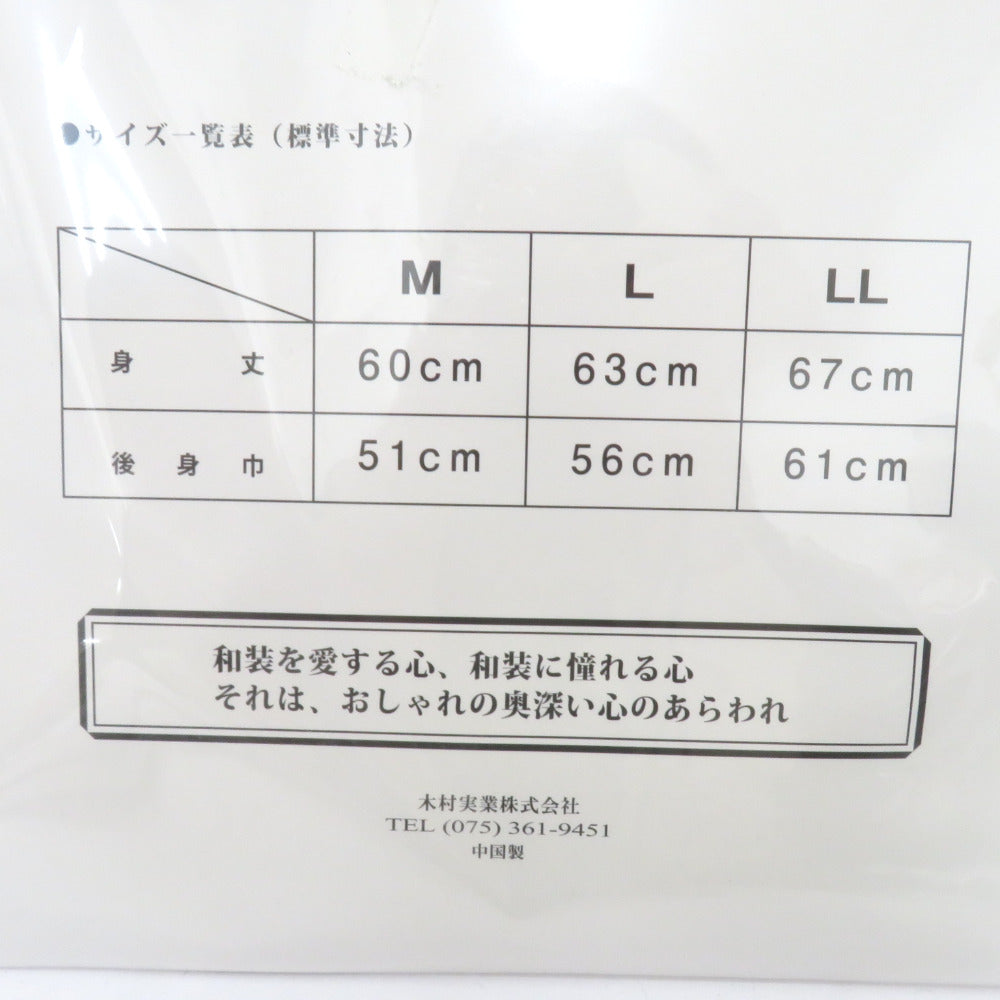 ●サイズ一覧表（標準寸法）
M L LL
身丈 60cm 63cm 67cm
後身巾 51cm 56cm 61cm
和装を愛する心、和装に憧れる心
それは、おしゃれの奥深い心のあらわれ
木村実業株式会社
TEL (075) 361-9451
中国製